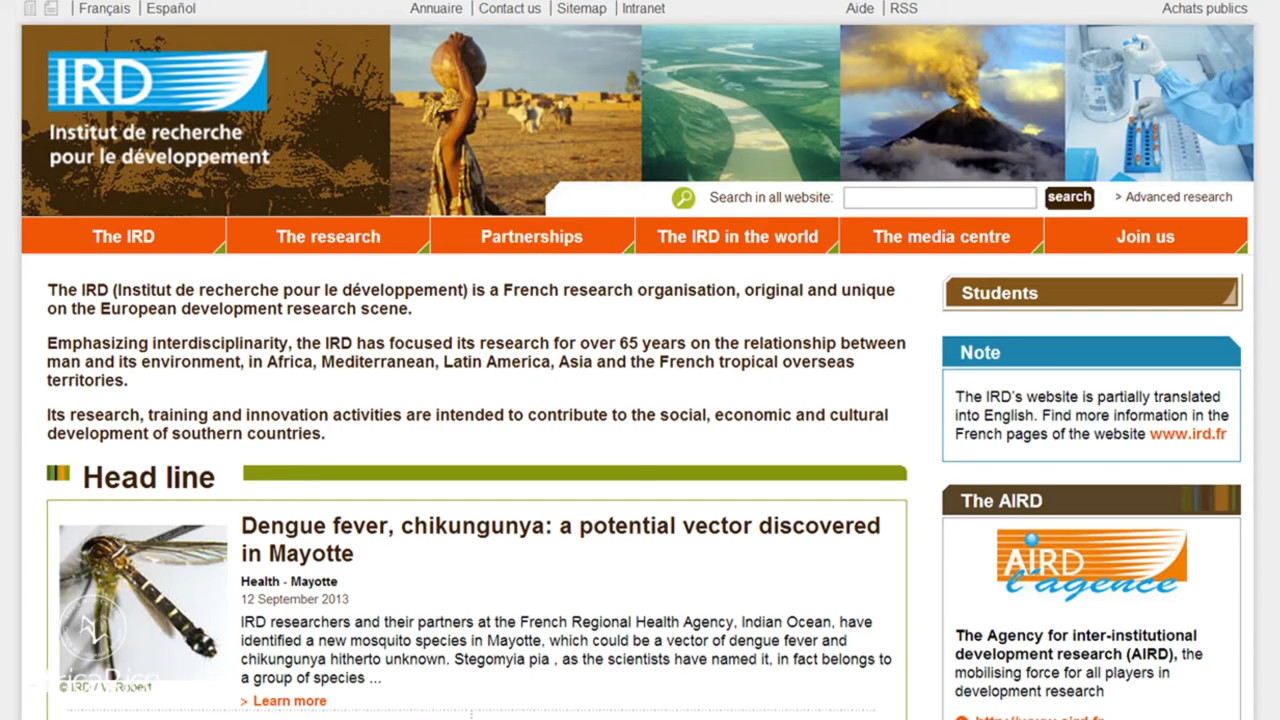 Français | Español
Annuaire | Contact us | Sitemap | Intranet
Aide | RSS
Achats publics
IRD
Institut de recherche
pour le développement
Search in all website:
search
> Advanced research
The IRD
The research
Partnerships
The IRD in the world
The media centre
Join us
The IRD (Institut de recherche pour le développement) is a French research organisation, original and unique
on the European development research scene.
Emphasizing interdisciplinarity, the IRD has focused its research for over 65 years on the relationship between
man and its environment, in Africa, Mediterranean, Latin America, Asia and the French tropical overseas
territories.
Its research, training and innovation activities are intended to contribute to the social, economic and cultural
development of southern countries.
Head line
Dengue fever, chikungunya: a potential vector discovered
in Mayotte
Health - Mayotte
12 September 2013
IRD researchers and their partners at the French Regional Health Agency, Indian Ocean, have
identified a new mosquito species in Mayotte, which could be a vector of dengue fever and
chikungunya hitherto unknown. Stegomyia pia , as the scientists have named it, in fact belongs to
a group of species ...
> Learn more
© IRD / V. Robert
Students
Note
The IRD's website is partially translated
into English. Find more information in the
French pages of the website www.ird.fr
The AIRD
AIRD
l'agence
The Agency for inter-institutional
development research (AIRD), the
mobilising force for all players in
development research
http://www.aird.fr